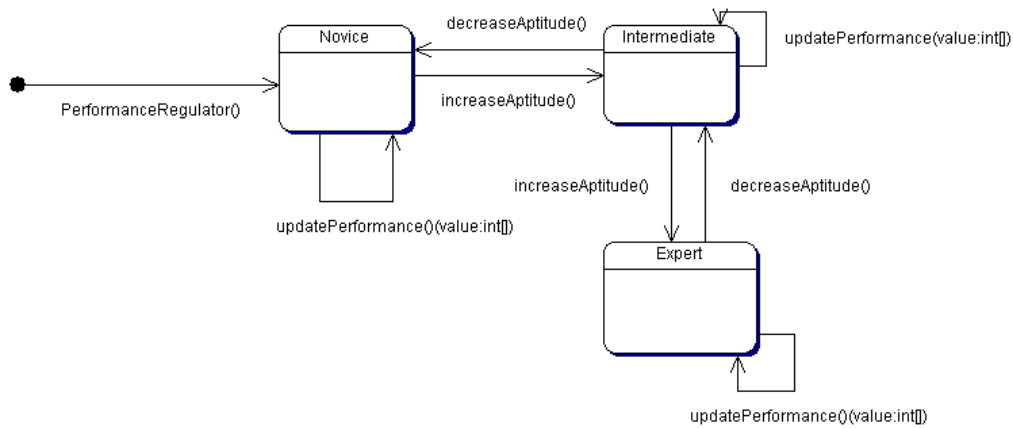 decreaseAptitude()
Novice
Intermediate
updatePerformance(value:int[])
PerformanceRegulator()
increaseAptitude()
increaseAptitude()
decreaseAptitude()
updatePerformance()(value:int[])
Expert
updatePerformance()(value:int[])